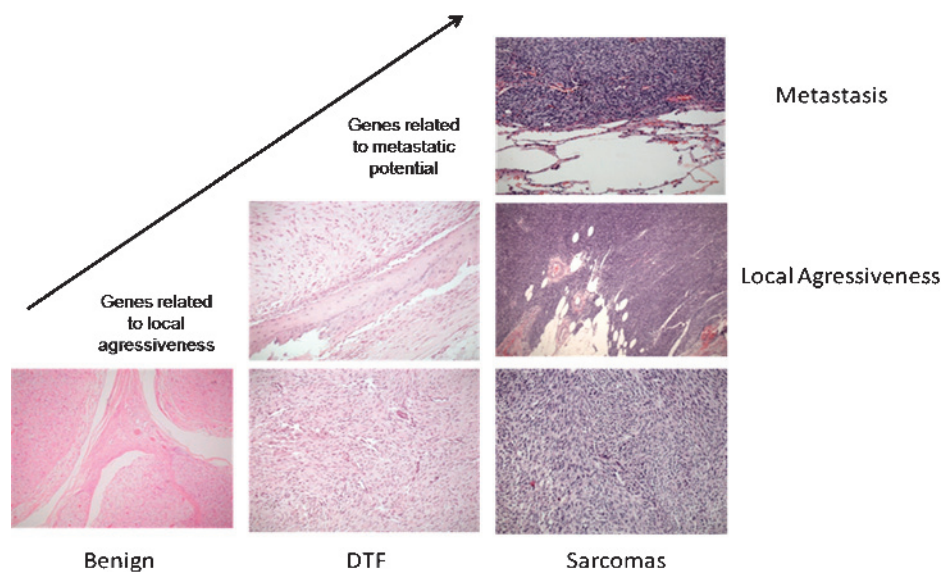 Metastasis
Genes related
to metastatic
potential
Local Agressiveness
Genes related
to local
agressiveness
Benign
DTF
Sarcomas